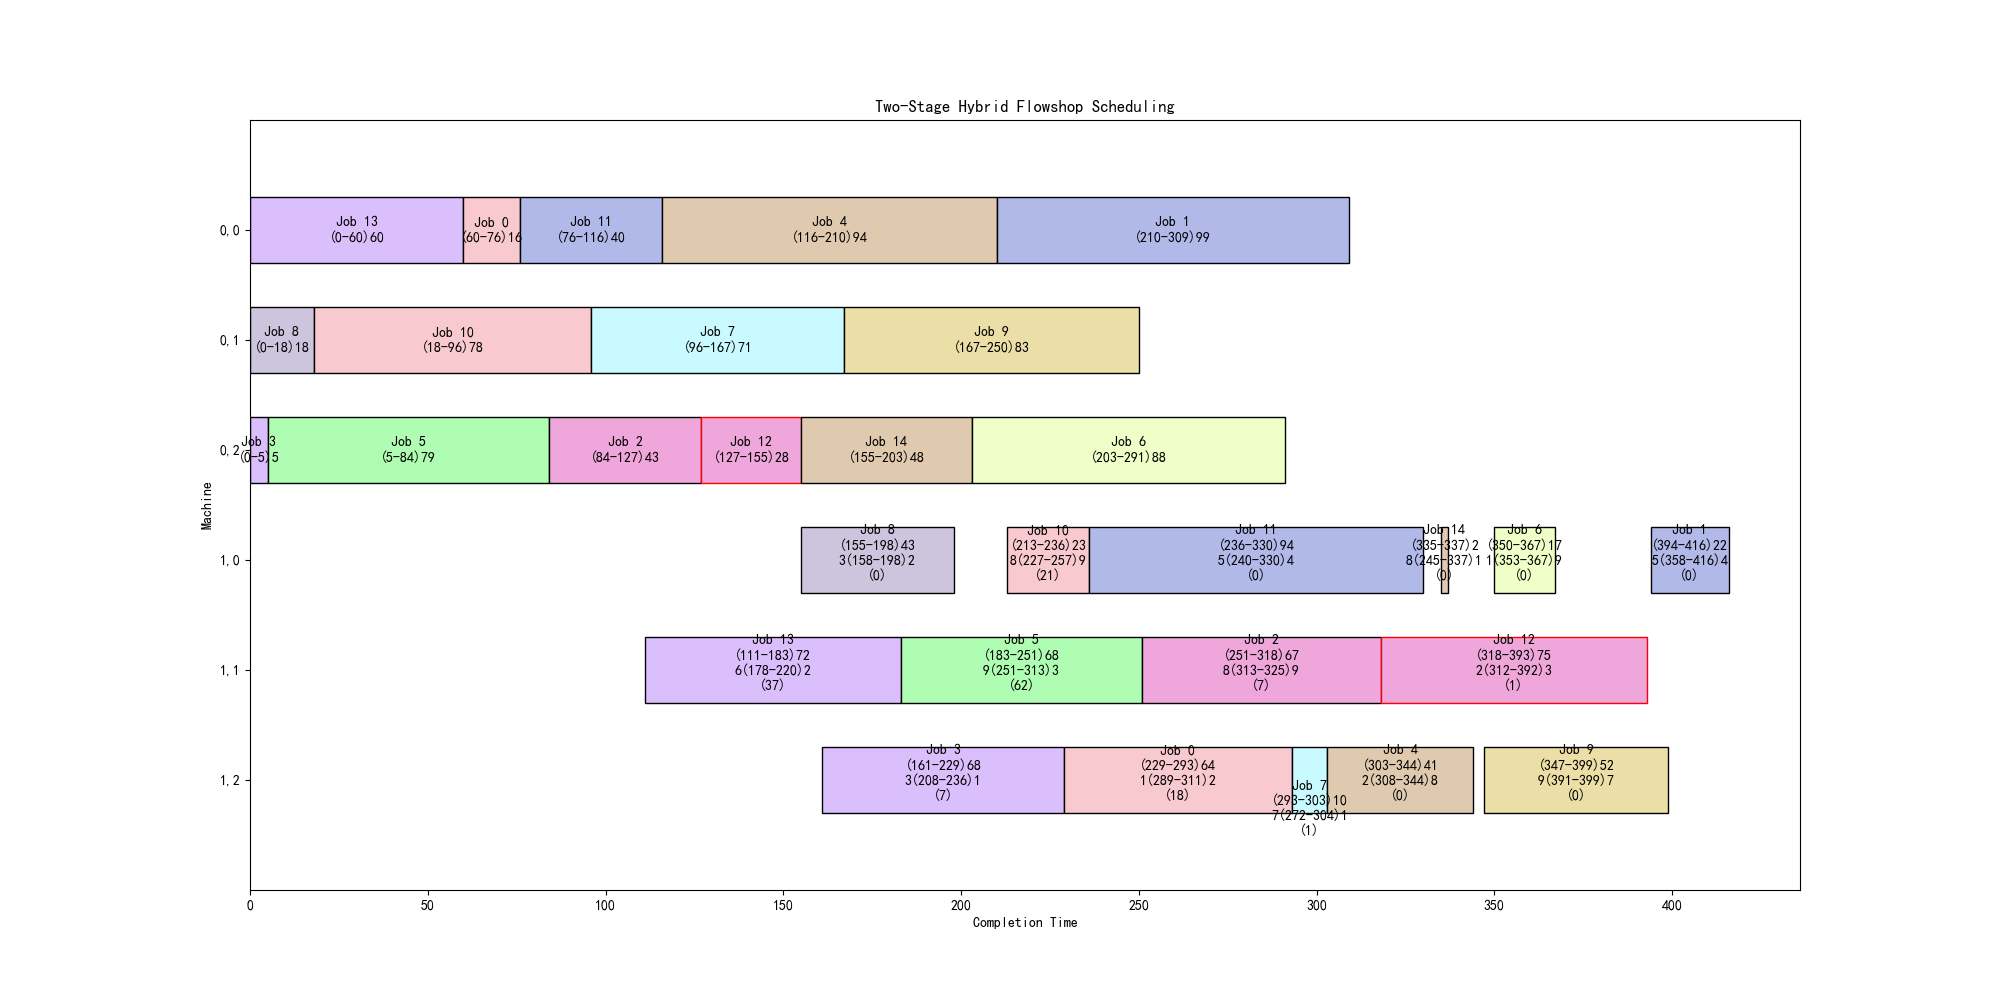 Two-Stage Hybrid Flowshop Scheduling
Machine
0,0
Job 13
(0-60)60
Job 0
(60-76)16
Job 11
(76-116)40
Job 4
(116-210)94
Job 1
(210-309)99
0,1
Job 8
(0-18)18
Job 10
(18-96)78
Job 7
(96-167)71
Job 9
(167-250)83
0,2
Job 3
(0-5)5
Job 5
(5-84)79
Job 2
(84-127)43
Job 12
(127-155)28
Job 14
(155-203)48
Job 6
(203-291)88
1,0
Job 8
(155-198)43
3(158-198)2
(0)
Job 10
(213-236)23
8(227-257)9
(21)
Job 11
(236-330)94
5(240-330)4
(0)
Job 14
(335-337)2
8(245-337)1
(0)
Job 6
(350-367)17
1(353-367)9
(0)
Job 1
(394-416)22
5(358-416)4
(0)
1,1
Job 13
(111-183)72
6(178-220)2
(37)
Job 5
(183-251)68
9(251-313)3
(62)
Job 2
(251-318)67
8(313-325)9
(7)
Job 12
(318-393)75
2(312-392)3
(1)
1,2
Job 3
(161-229)68
3(208-236)1
(7)
Job 0
(229-293)64
1(289-311)2
(18)
Job 7
(293-303)10
7(272-304)1
(1)
Job 4
(303-344)41
2(308-344)8
(0)
Job 9
(347-399)52
9(391-399)7
(0)
0
50
100
150
200
250
300
350
400
Completion Time